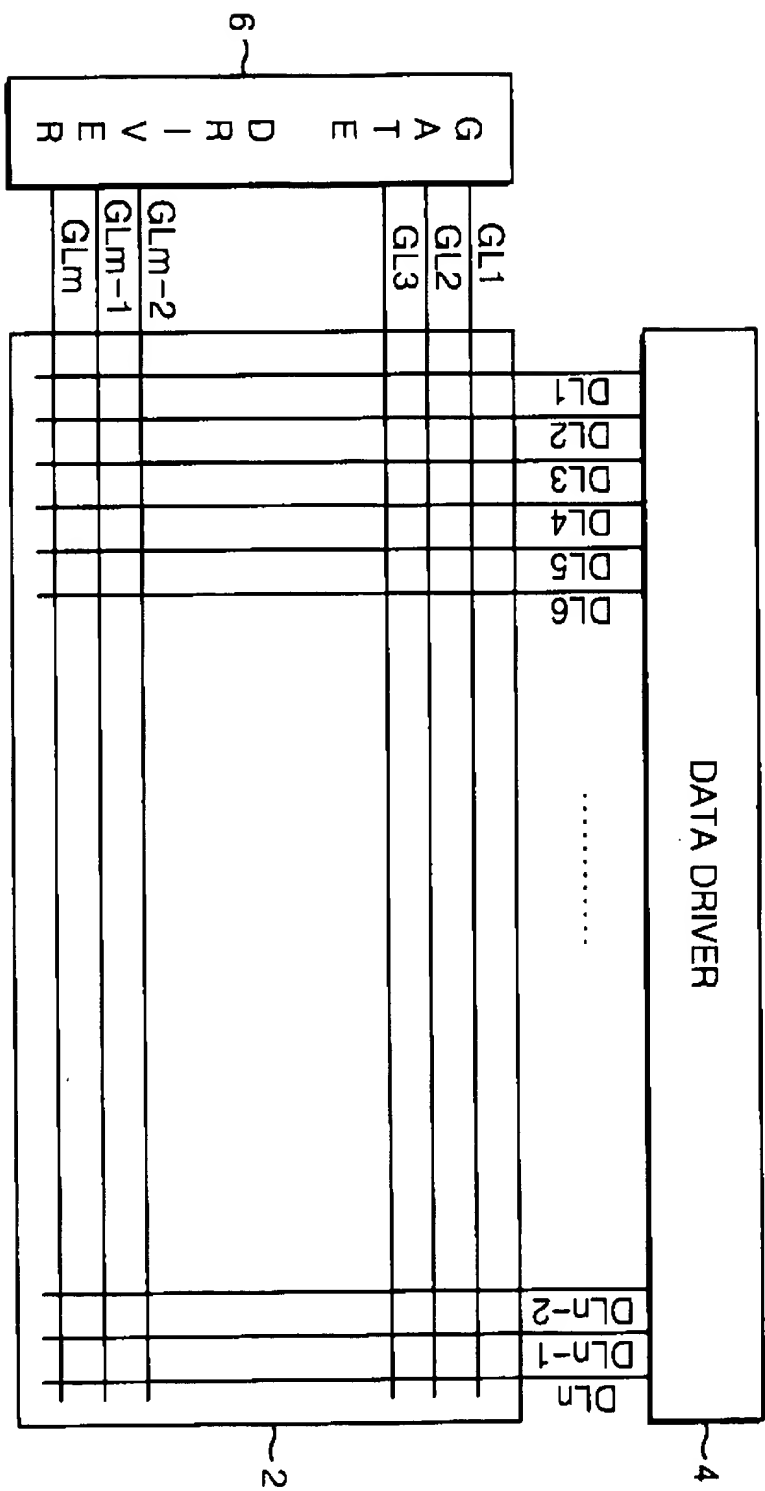 6
GATE DRIVER
GL1
GL2
GL3
GLm-2
GLm-1
GLm
DL1
DL2
DL3
DL4
DL5
DL6
..........
DLn-2
DLn-1
DLn
DATA DRIVER
2
4